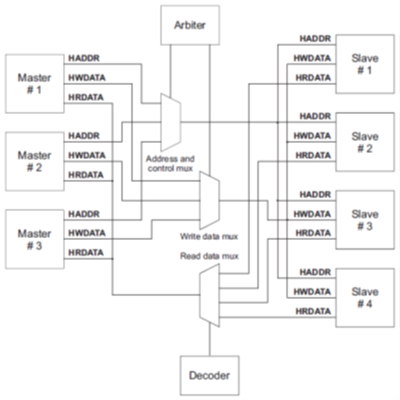 Arbiter
Master
# 1
HADDR
HWDATA
HRDATA
Master
# 2
HADDR
HWDATA
HRDATA
Master
# 3
HADDR
HWDATA
HRDATA
Address and
control mux
Write data mux
Read data mux
Decoder
HADDR
HWDATA
HRDATA
Slave
# 1
HADDR
HWDATA
HRDATA
Slave
# 2
HADDR
HWDATA
HRDATA
Slave
# 3
HADDR
HWDATA
HRDATA
Slave
# 4